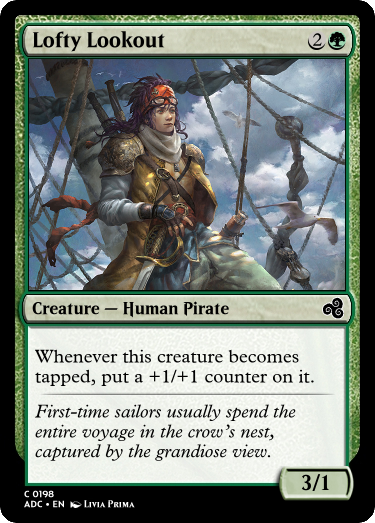 Lofty Lookout 2
Creature — Human Pirate
Whenever this creature becomes
tapped, put a +1/+1 counter on it.
First-time sailors usually spend the
entire voyage in the crow's nest,
captured by the grandiose view.
3/1
C 0198
ADC • EN Livia Prima